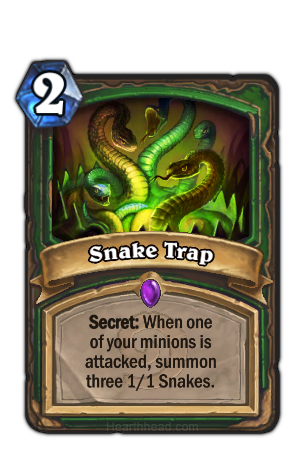 2
Snake Trap
Secret: When one
of your minions is
attacked, summon
three 1/1 Snakes.
Hearthhead.com